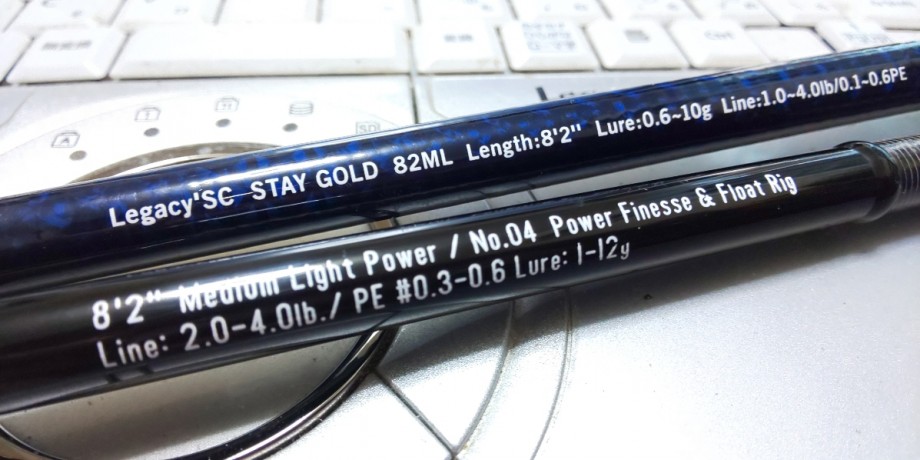 Ctrl
SD
Legacy'SC STAY GOLD 82ML Length:8'2" Lure:0.6~10g Line:1.0~4.0lb/0.1~0.6PE
8'2" Medium Light Power / No.04 Power Finesse & Float Rig
Line: 2.0-4.0lb./ PE #0.3-0.6 Lure: 1-12g